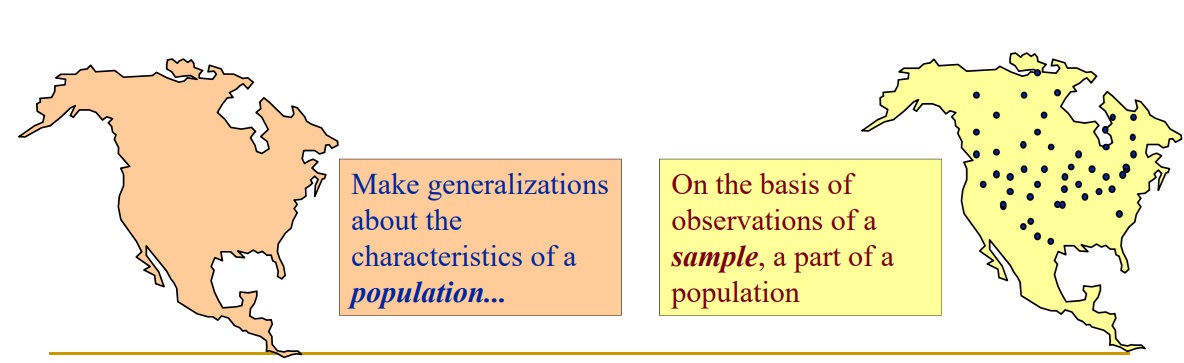 Make generalizations
about the
characteristics of a
population...
On the basis of
observations of a
sample, a part of a
population